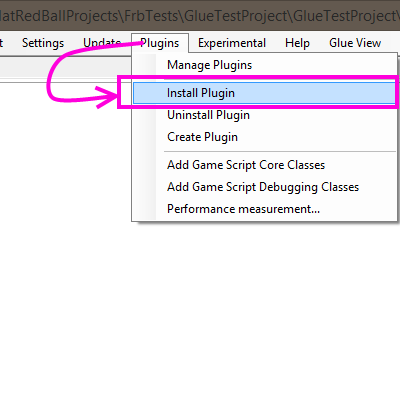 latRedBallProjects\FrbTests\GlueTestProject\GlueTestProject\
t Settings Update Plugins Experimental Help Glue View
Manage Plugins
Install Plugin
Uninstall Plugin
Create Plugin
Add Game Script Core Classes
Add Game Script Debugging Classes
Performance measurement...